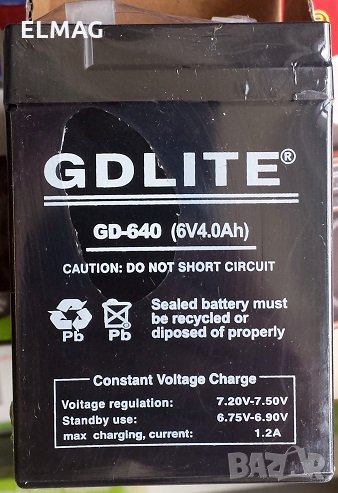 ELMAG
GDLITE®
GD-640 (6V4.0Ah)
CAUTION: DO NOT SHORT CIRCUIT
Pb Pb
Sealed battery must
be recycled or
diposed of properly
Constant Voltage Charge
Voltage regulation: 7.20V-7.50V
Standby use: 6.75V-6.90V
max charging, current: 1.2A
BAZAR